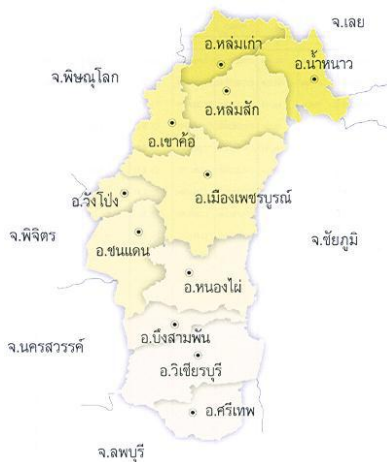 จ.เลย
อ.หล่มเก่า
อ.น้ำหนาว
จ.พิษณุโลก
อ.หล่มสัก
อ.เขาค้อ
อ.วังโป่ง
อ.เมืองเพชรบูรณ์
จ.พิจิตร
จ.ชัยภูมิ
อ.ชนแดน
อ.หนองไผ่
อ.บึงสามพัน
จ.นครสวรรค์
อ.วิเชียรบุรี
อ.ศรีเทพ
จ.ลพบุรี